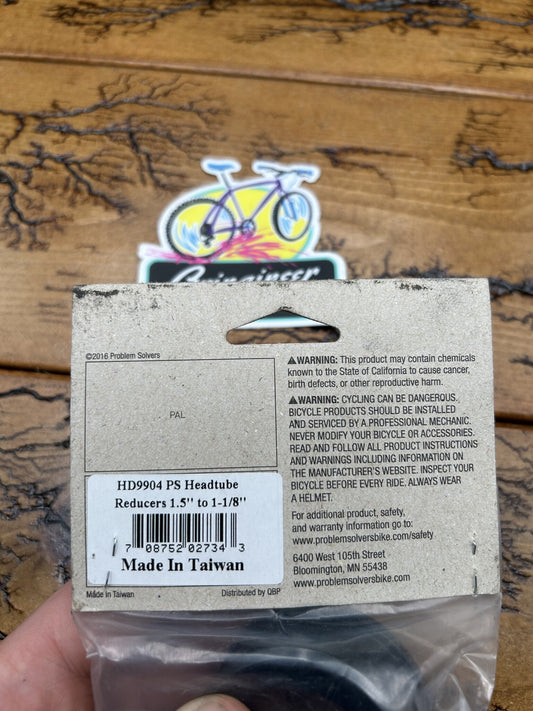 ©2016 Problem Solvers
PAL
HD9904 PS Headtube
Reducers 1.5'' to 1-1/8''
7 08752 02734 3
Made In Taiwan
Made in Taiwan
Distributed by QBP
⚠WARNING: This product may contain chemicals
known to the State of California to cause cancer,
birth defects, or other reproductive harm.
⚠WARNING: CYCLING CAN BE DANGEROUS.
BICYCLE PRODUCTS SHOULD BE INSTALLED
AND SERVICED BY A PROFESSIONAL MECHANIC.
NEVER MODIFY YOUR BICYCLE OR ACCESSORIES.
READ AND FOLLOW ALL PRODUCT INSTRUCTIONS
AND WARNINGS INCLUDING INFORMATION ON
THE MANUFACTURER'S WEBSITE. INSPECT YOUR
BICYCLE BEFORE EVERY RIDE. ALWAYS WEAR
A HELMET.
For additional product, safety,
and warranty information go to:
www.problemsolversbike.com/safety
6400 West 105th Street
Bloomington, MN 55438
www.problemsolversbike.com